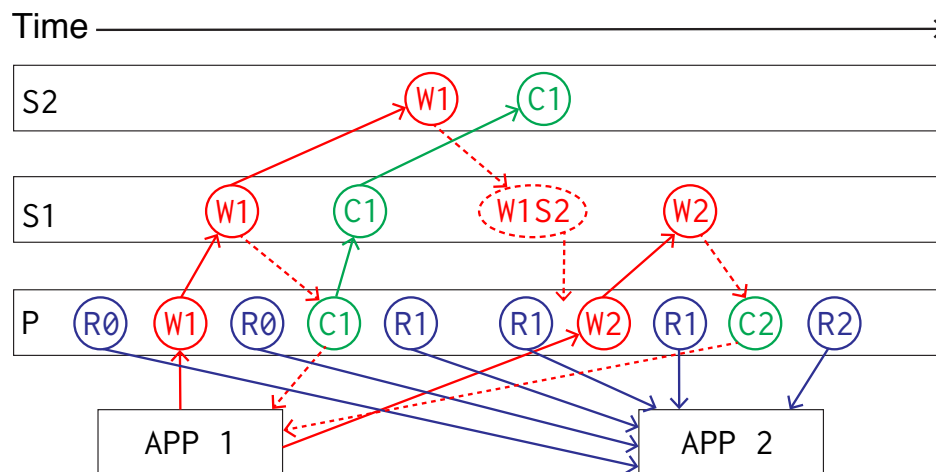 Time
S2 W1 C1
S1 W1 C1 W1S2 W2
P R0 W1 R0 C1 R1 R1 W2 R1 C2 R2
APP 1 APP 2